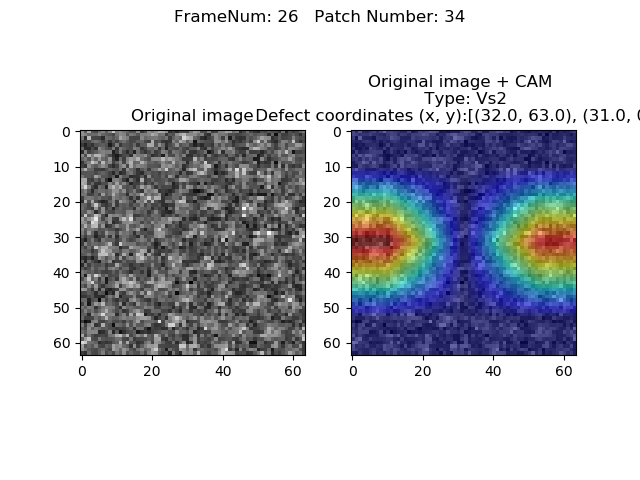 FrameNum: 26   Patch Number: 34
Original image + CAM
Type: Vs2
Original image
Defect coordinates (x, y):[(32.0, 63.0), (31.0, 0
0
10
20
30
40
50
60
0 20 40 60
0
10
20
30
40
50
60
0 20 40 60